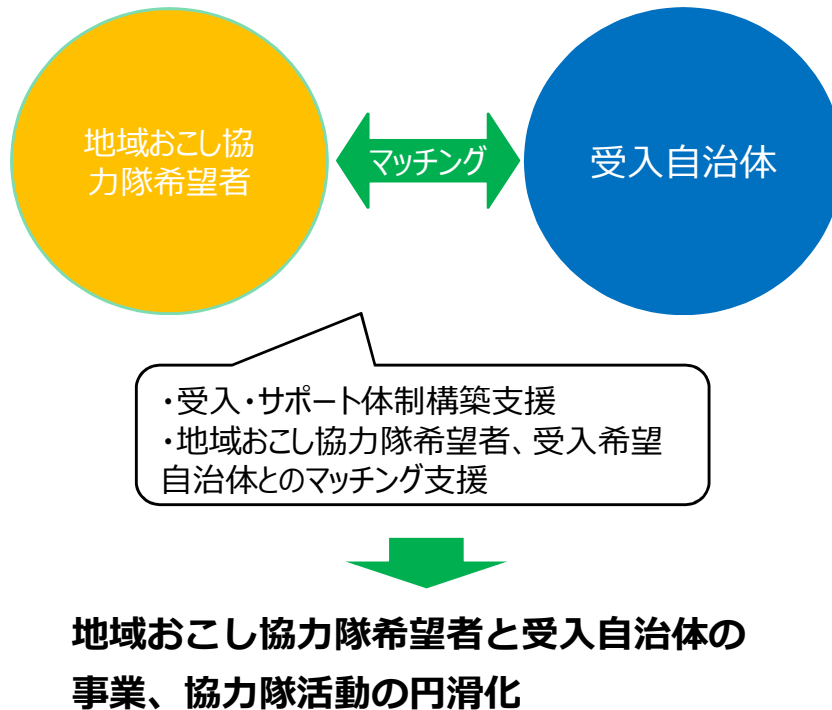 地域おこし協
力隊希望者
マッチング
受入自治体
・受入・サポート体制構築支援
・地域おこし協力隊希望者、受入希望
自治体とのマッチング支援
地域おこし協力隊希望者と受入自治体の
事業、協力隊活動の円滑化